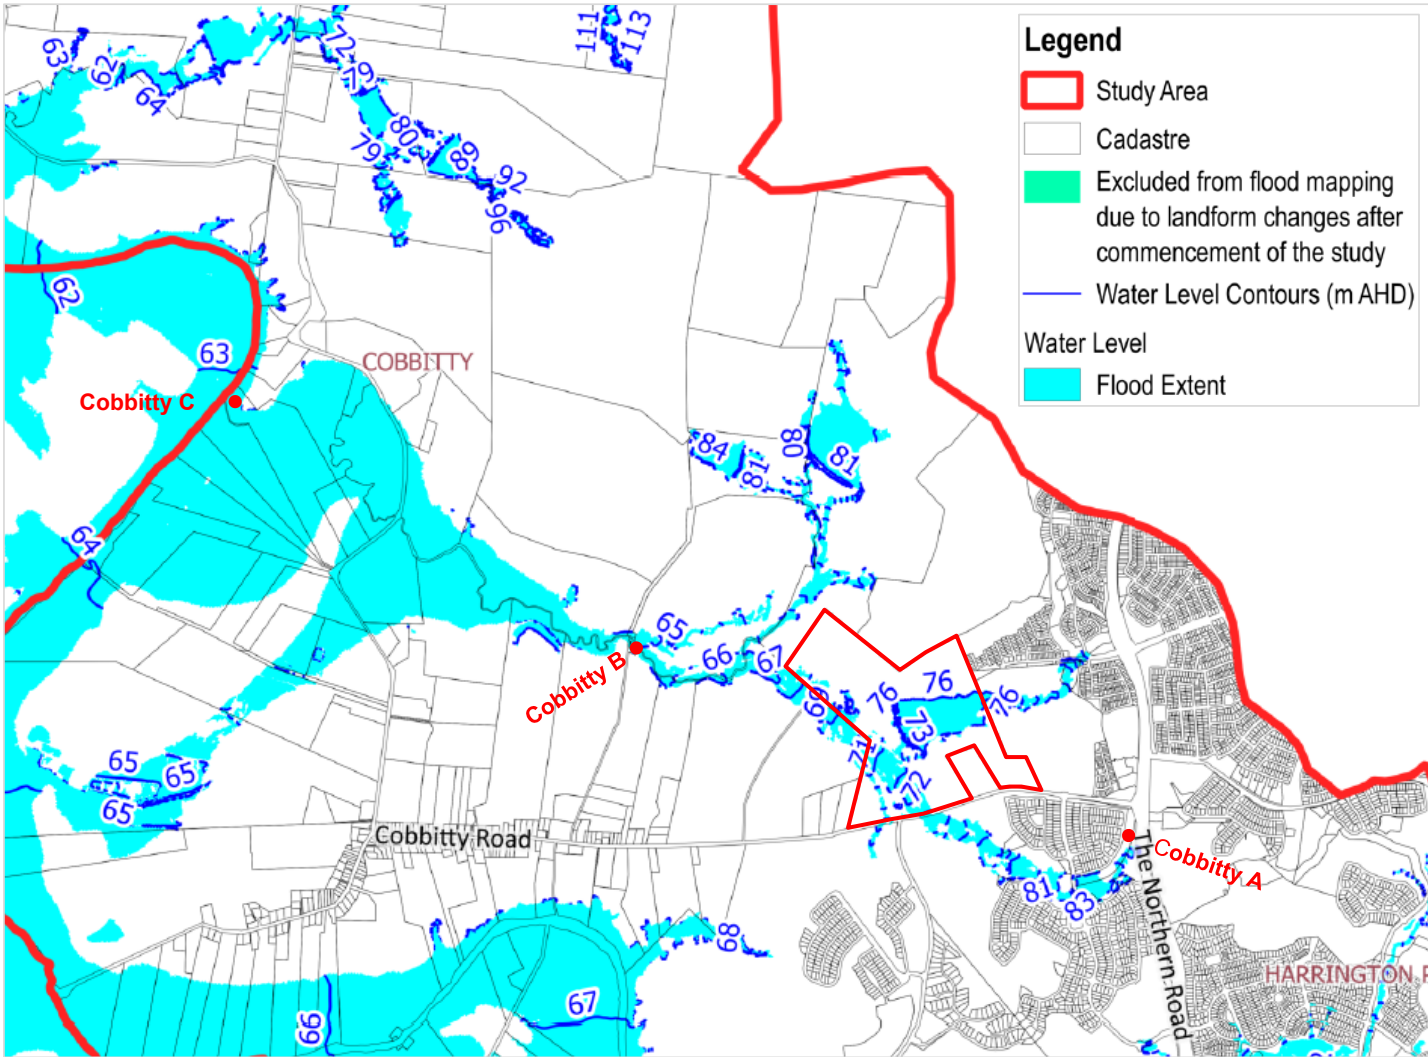 Legend
Study Area
Cadastre
Excluded from flood mapping
due to landform changes after
commencement of the study
Water Level Contours (m AHD)
Water Level
Flood Extent
63
62
64
72
79
111
113
80
79
89
92
96
62
63
COBBITTY
Cobbitty C
84
81
80
81
64
65
66
67
Cobbitty B
69
76
76
76
73
71
72
65
65
65
Cobbitty Road
The Northern Road
Cobbitty A
81
83
68
67
66
HARRINGTON P